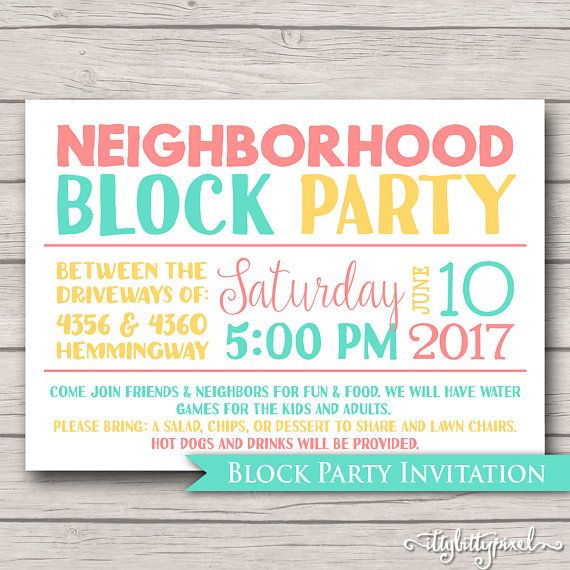 NEIGHBORHOOD
BLOCK PARTY
BETWEEN THE
DRIVEWAYS OF:
4356 & 4360
HEMMINGWAY
Saturday
5:00 PM
JUNE
10
2017
COME JOIN FRIENDS & NEIGHBORS FOR FUN & FOOD. WE WILL HAVE WATER
GAMES FOR THE KIDS AND ADULTS.
PLEASE BRING: A SALAD, CHIPS, OR DESSERT TO SHARE AND LAWN CHAIRS.
HOT DOGS AND DRINKS WILL BE PROVIDED.
BLOCK PARTY INVITATION
ittybittypixel